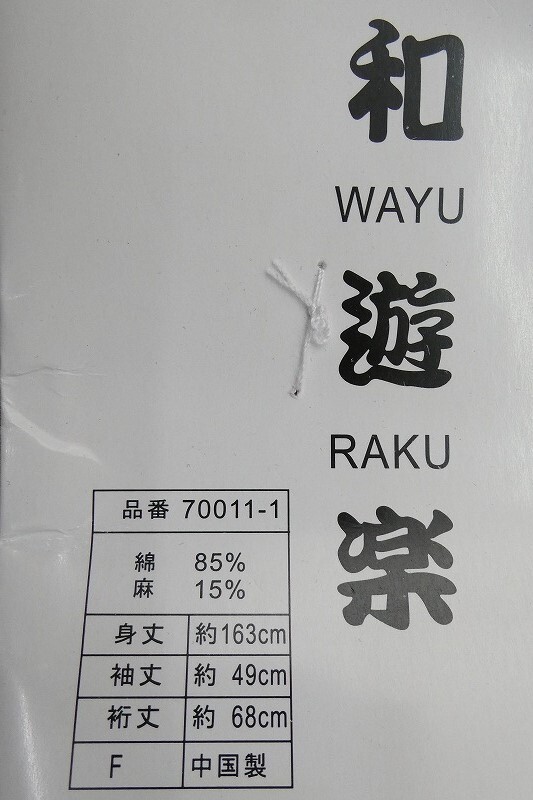 和
WAYU
遊
RAKU
楽
品番 70011-1
綿 85%
麻 15%
身丈 約163cm
袖丈 約 49cm
裄丈 約 68cm
F 中国製